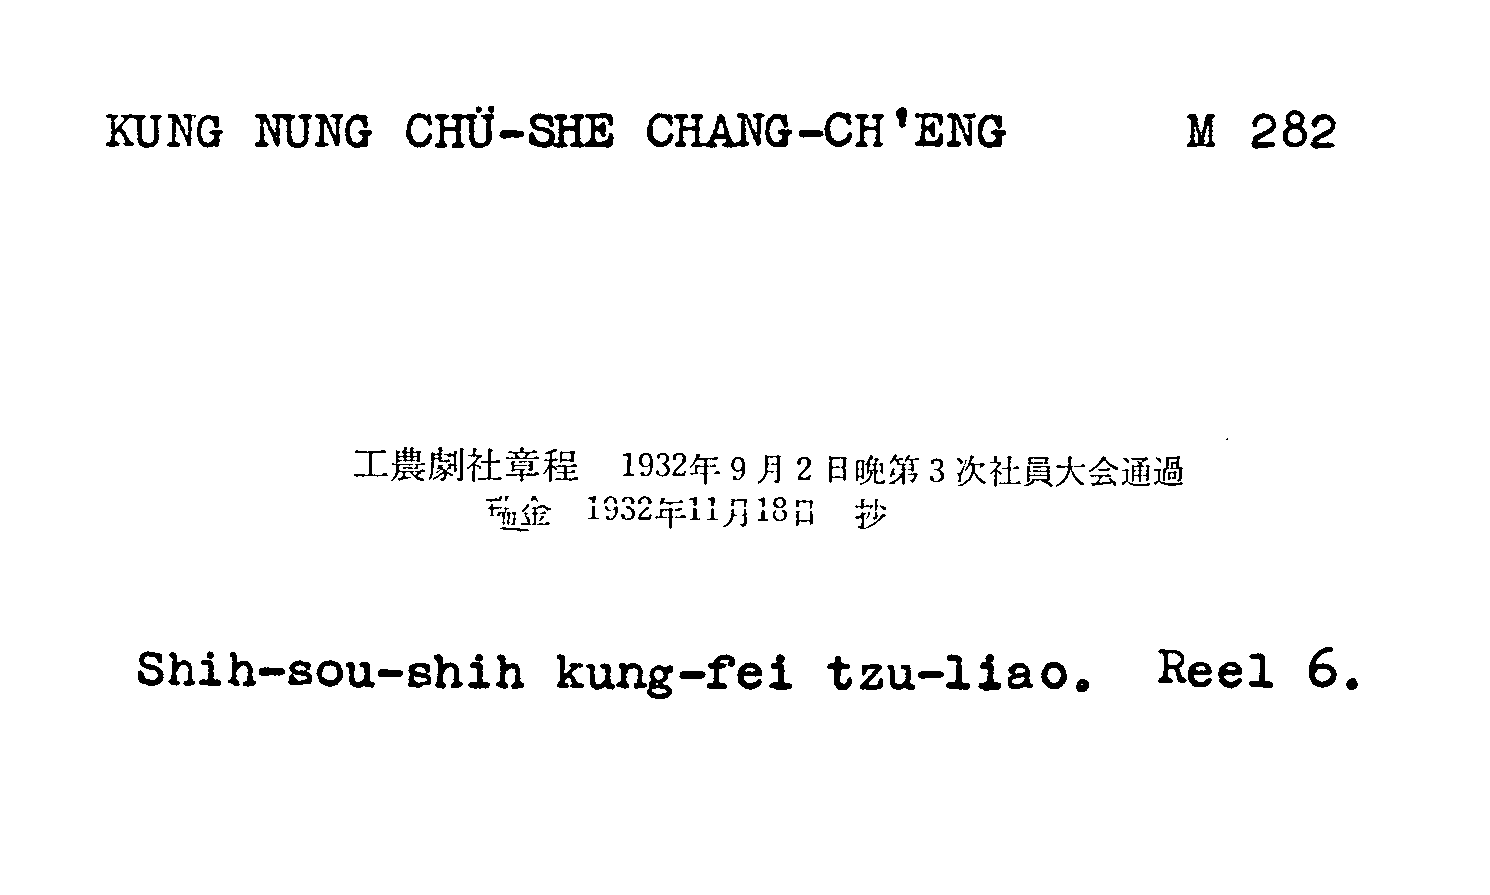 KUNG NUNG CHÜ-SHE CHANG-CH'ENG M 282
工農劇社章程 1932年9月2日晩第3次社員大会通過
瑞金 1932年11月18日 抄
Shih-sou-shih kung-fei tzu-liao. Reel 6.